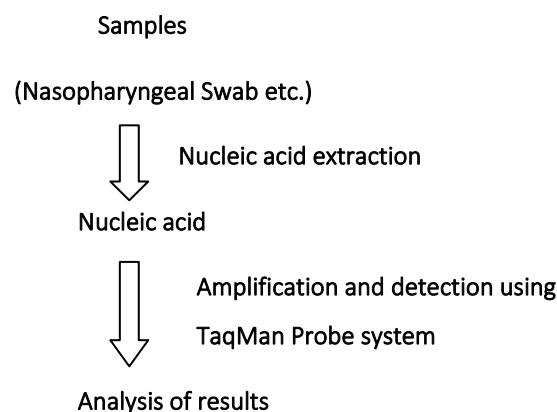 Samples
(Nasopharyngeal Swab etc.)
Nucleic acid extraction
Nucleic acid
Amplification and detection using
TaqMan Probe system
Analysis of results